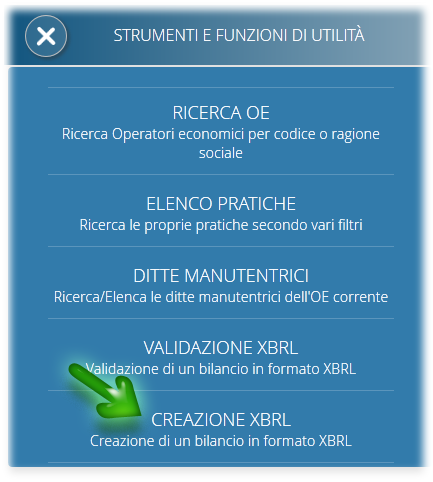 STRUMENTI E FUNZIONI DI UTILITÀ
RICERCA OE
Ricerca Operatori economici per codice o ragione
sociale
ELENCO PRATICHE
Ricerca le proprie pratiche secondo vari filtri
DITTE MANUTENTRICI
Ricerca/Elenca le ditte manutentrici dell'OE corrente
VALIDAZIONE XBRL
Validazione di un bilancio in formato XBRL
CREAZIONE XBRL
Creazione di un bilancio in formato XBRL